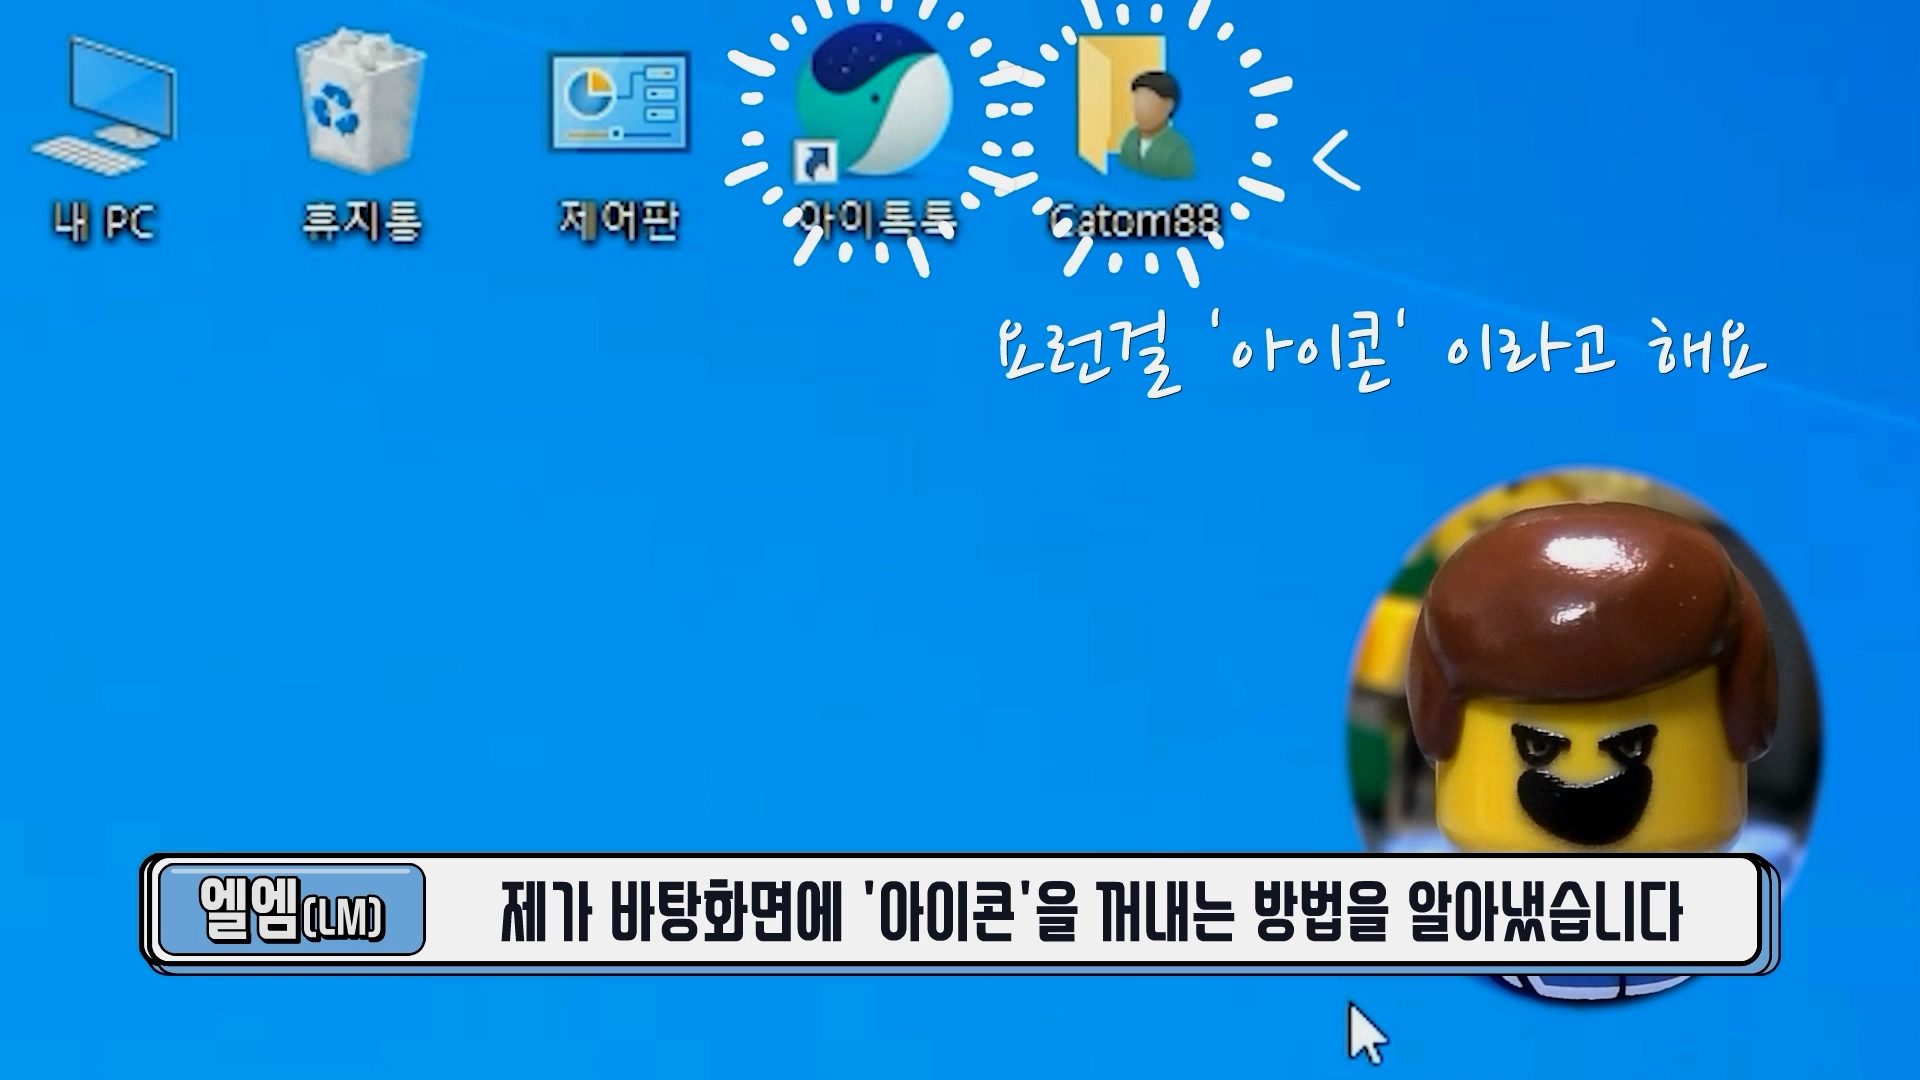 내 PC
휴지통
제어판
아이톡톡
Catom88
<
요런걸 '아이콘' 이라고 해요
엘엠(LM)
제가 바탕화면에 '아이콘'을 꺼내는 방법을 알아냈습니다